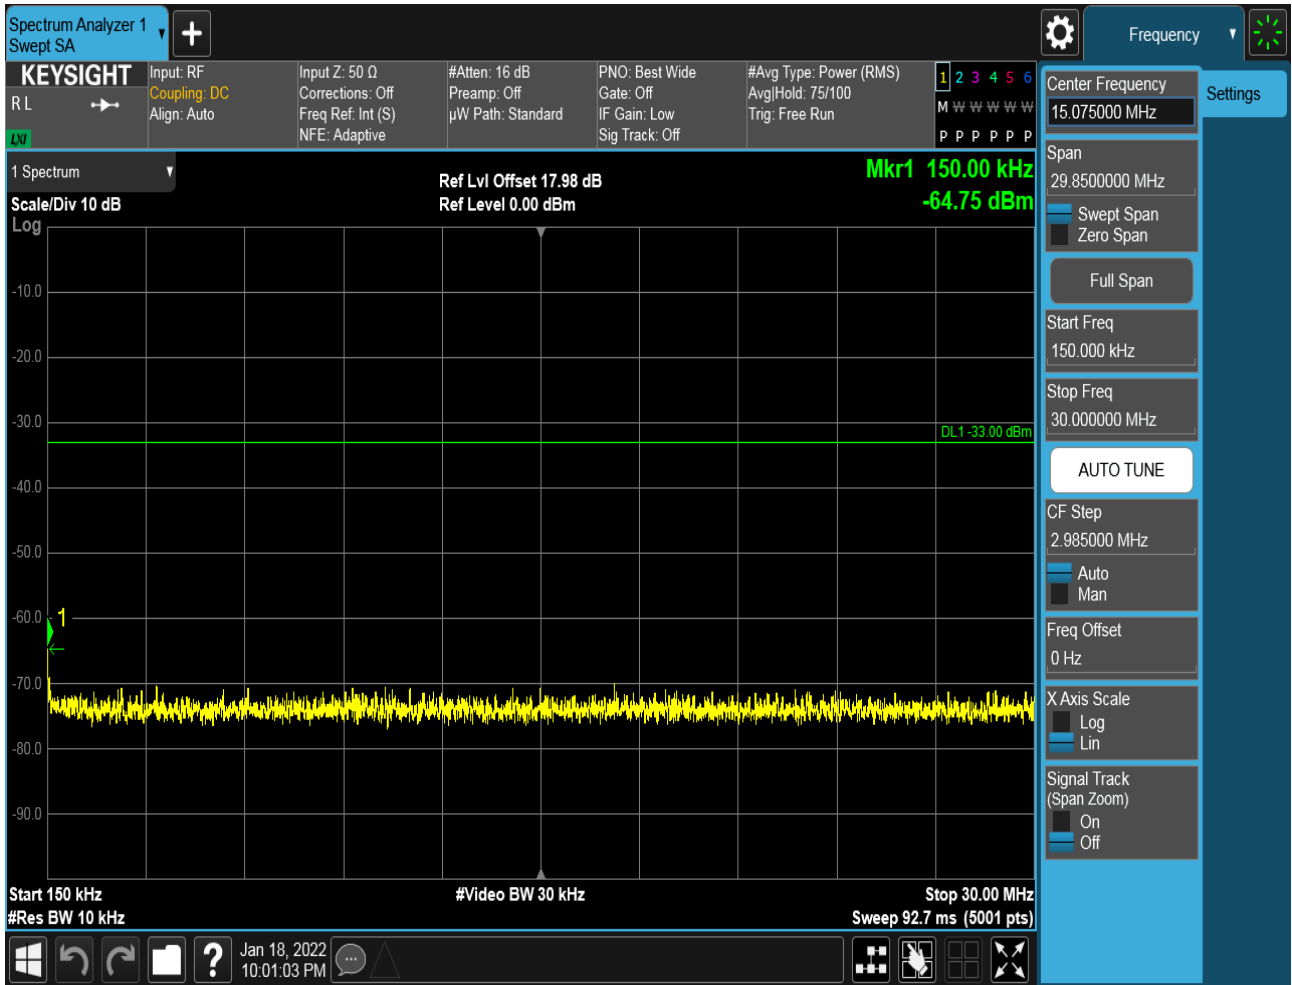 Spectrum Analyzer 1
Swept SA
Frequency
KEYSIGHT
R L
LXI
Input: RF
Coupling: DC
Align: Auto
Input Z: 50 Ω
Corrections: Off
Freq Ref: Int (S)
NFE: Adaptive
#Atten: 16 dB
Preamp: Off
µW Path: Standard
PNO: Best Wide
Gate: Off
IF Gain: Low
Sig Track: Off
#Avg Type: Power (RMS)
Avg|Hold: 75/100
Trig: Free Run
1 2 3 4 5 6
M W W W W W
P P P P P P
1 Spectrum
Scale/Div 10 dB
Log
Ref Lvl Offset 17.98 dB
Ref Level 0.00 dBm
Mkr1 150.00 kHz
-64.75 dBm
-10.0
-20.0
-30.0
DL1 -33.00 dBm
-40.0
-50.0
-60.0
1
-70.0
-80.0
-90.0
Start 150 kHz
#Video BW 30 kHz
Stop 30.00 MHz
#Res BW 10 kHz
Sweep 92.7 ms (5001 pts)
Center Frequency
15.075000 MHz
Settings
Span
29.8500000 MHz
Swept Span
Zero Span
Full Span
Start Freq
150.000 kHz
Stop Freq
30.000000 MHz
AUTO TUNE
CF Step
2.985000 MHz
Auto
Man
Freq Offset
0 Hz
X Axis Scale
Log
Lin
Signal Track
(Span Zoom)
On
Off
?
Jan 18, 2022
10:01:03 PM